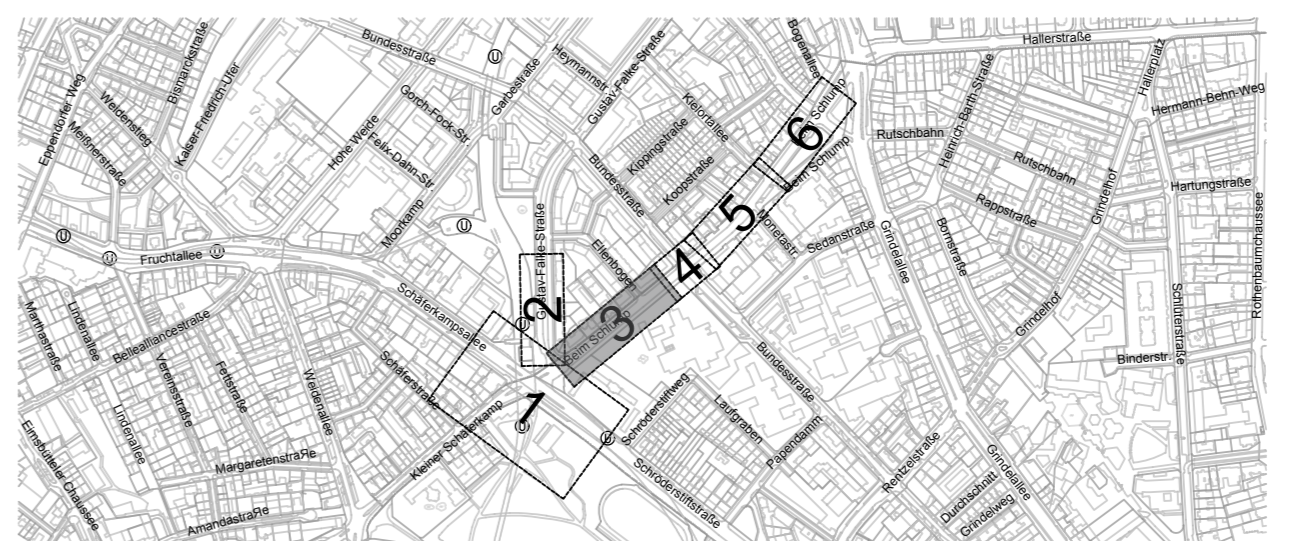 Eppendorfer Weg
Weidenstieg
Meißnerstraße
Bismarckstraße
Kaiser-Friedrich-Ufer
Bundesstraße
U
Heymannstr.
Garbestraße
Gustav-Falke-Straße
Gorch-Fock-Str.
Hohe Weide
Felix-Dahn-Str.
Moorkamp
Kielortallee
Kippingstraße
Koopstraße
Bundesstraße
Bogenallee
Hallerstraße
Hallerplatz
Hermann-Behn-Weg
Rutschbahn
Heinrich-Barth-Straße
Rutschbahn
Rappstraße
Grindelhof
Hartungstraße
Rothenbaumchaussee
6
Schlump
Beim Schlump
5
Monetastr.
Sedanstraße
Grindelallee
Bornstraße
Grindelhof
Schlüterstraße
Binderstr.
4
Ellenbogen
3
Beim Schlump
2
Gustav-Falke-Straße
U
U
U
U
Fruchtallee
U
Schäferkampsallee
Marthastraße
Lindenallee
Bellealliancestraße
Vereinsstraße
Fettstraße
Weidenallee
Schäferstraße
1
U
U
Kleiner Schäferkamp
Schröderstiftweg
Laufgraben
Papendamm
Bundesstraße
Lindenallee
Margaretenstraße
Amandastraße
Eimsbütteler Chaussee
Schröderstiftstraße
Rentzelstraße
Durchschnitt
Grindelweg
Grindelallee